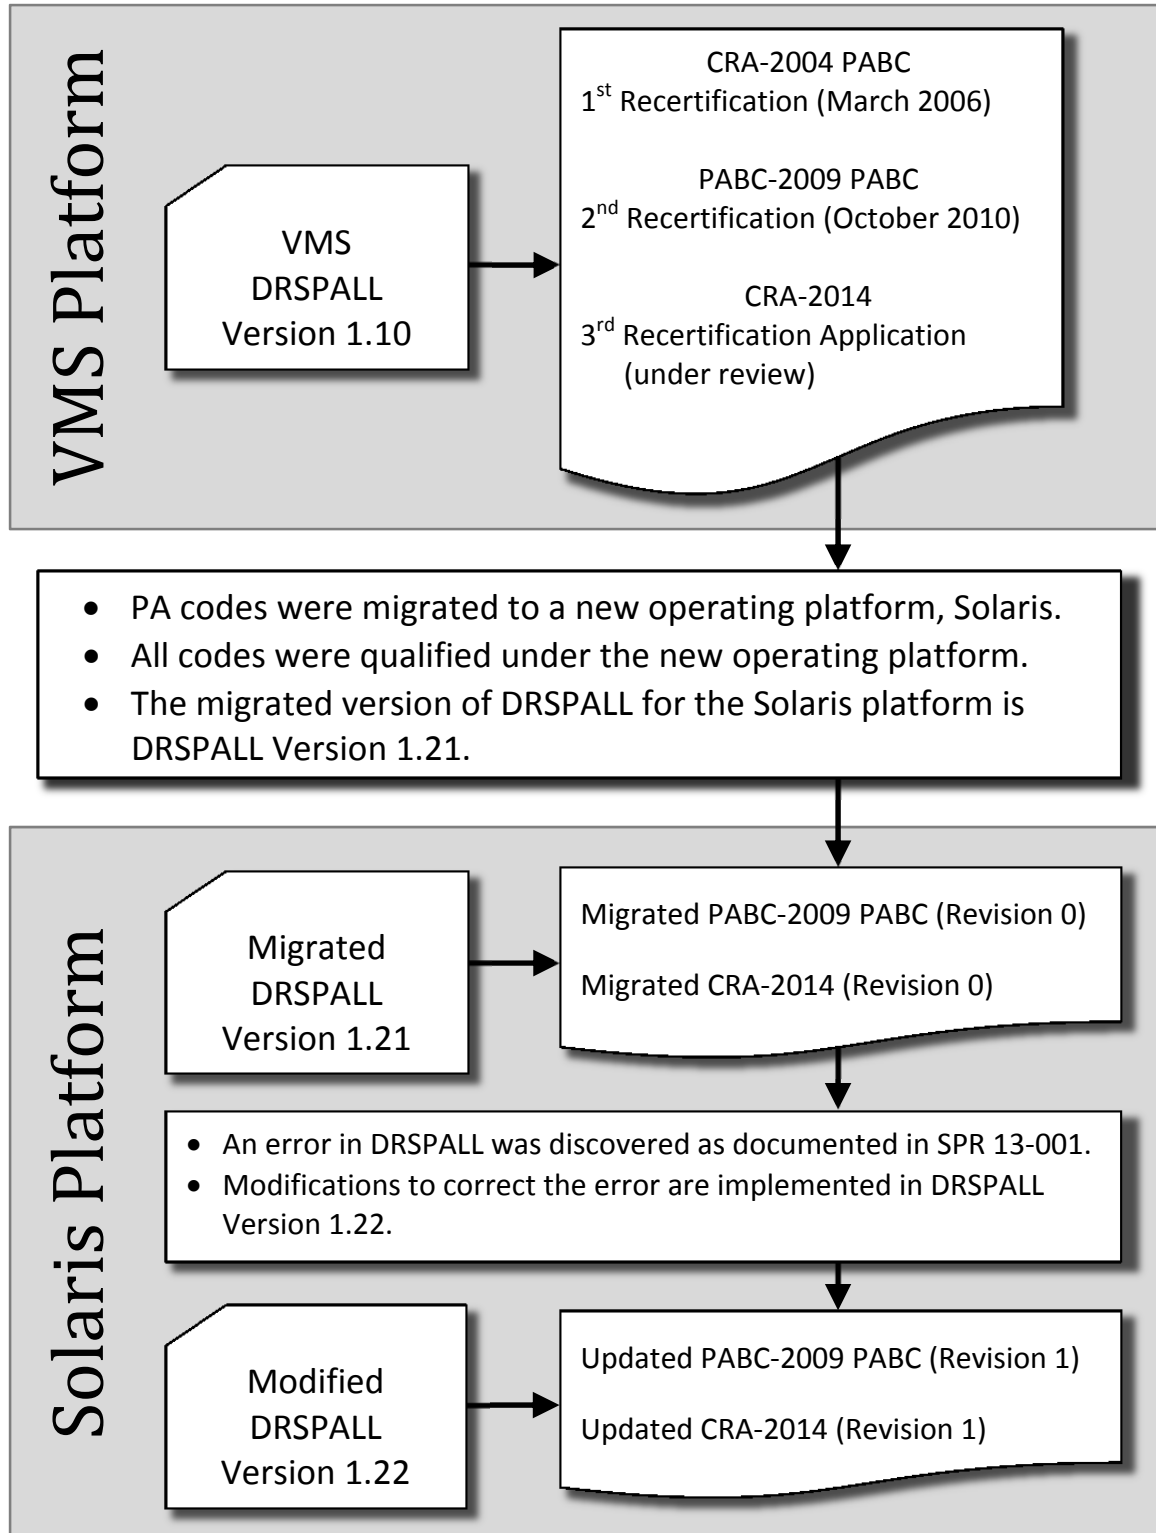 VMS Platform
CRA-2004 PABC
1st Recertification (March 2006)
PABC-2009 PABC
2nd Recertification (October 2010)
CRA-2014
3rd Recertification Application
(under review)
VMS
DRSPALL
Version 1.10
• PA codes were migrated to a new operating platform, Solaris.
• All codes were qualified under the new operating platform.
• The migrated version of DRSPALL for the Solaris platform is
DRSPALL Version 1.21.
Solaris Platform
Migrated
DRSPALL
Version 1.21
Migrated PABC-2009 PABC (Revision 0)
Migrated CRA-2014 (Revision 0)
• An error in DRSPALL was discovered as documented in SPR 13-001.
• Modifications to correct the error are implemented in DRSPALL
Version 1.22.
Modified
DRSPALL
Version 1.22
Updated PABC-2009 PABC (Revision 1)
Updated CRA-2014 (Revision 1)